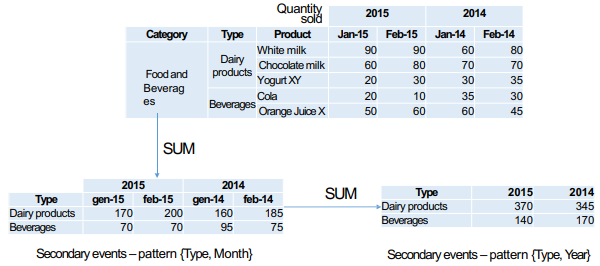 Quantity sold 2015 2014
Category Type Product Jan-15 Feb-15 Jan-14 Feb-14
Food and Beverag es
Dairy products
White milk 90 90 60 80
Chocolate milk 60 80 70 70
Yogurt XY 20 30 30 35
Beverages
Cola 20 10 35 30
Orange Juice X 50 60 60 45
SUM
2015 2014
Type gen-15 feb-15 gen-14 feb-14
Dairy products 170 200 160 185
Beverages 70 70 95 75
Secondary events – pattern {Type, Month}
SUM
Type 2015 2014
Dairy products 370 345
Beverages 140 170
Secondary events – pattern {Type, Year}